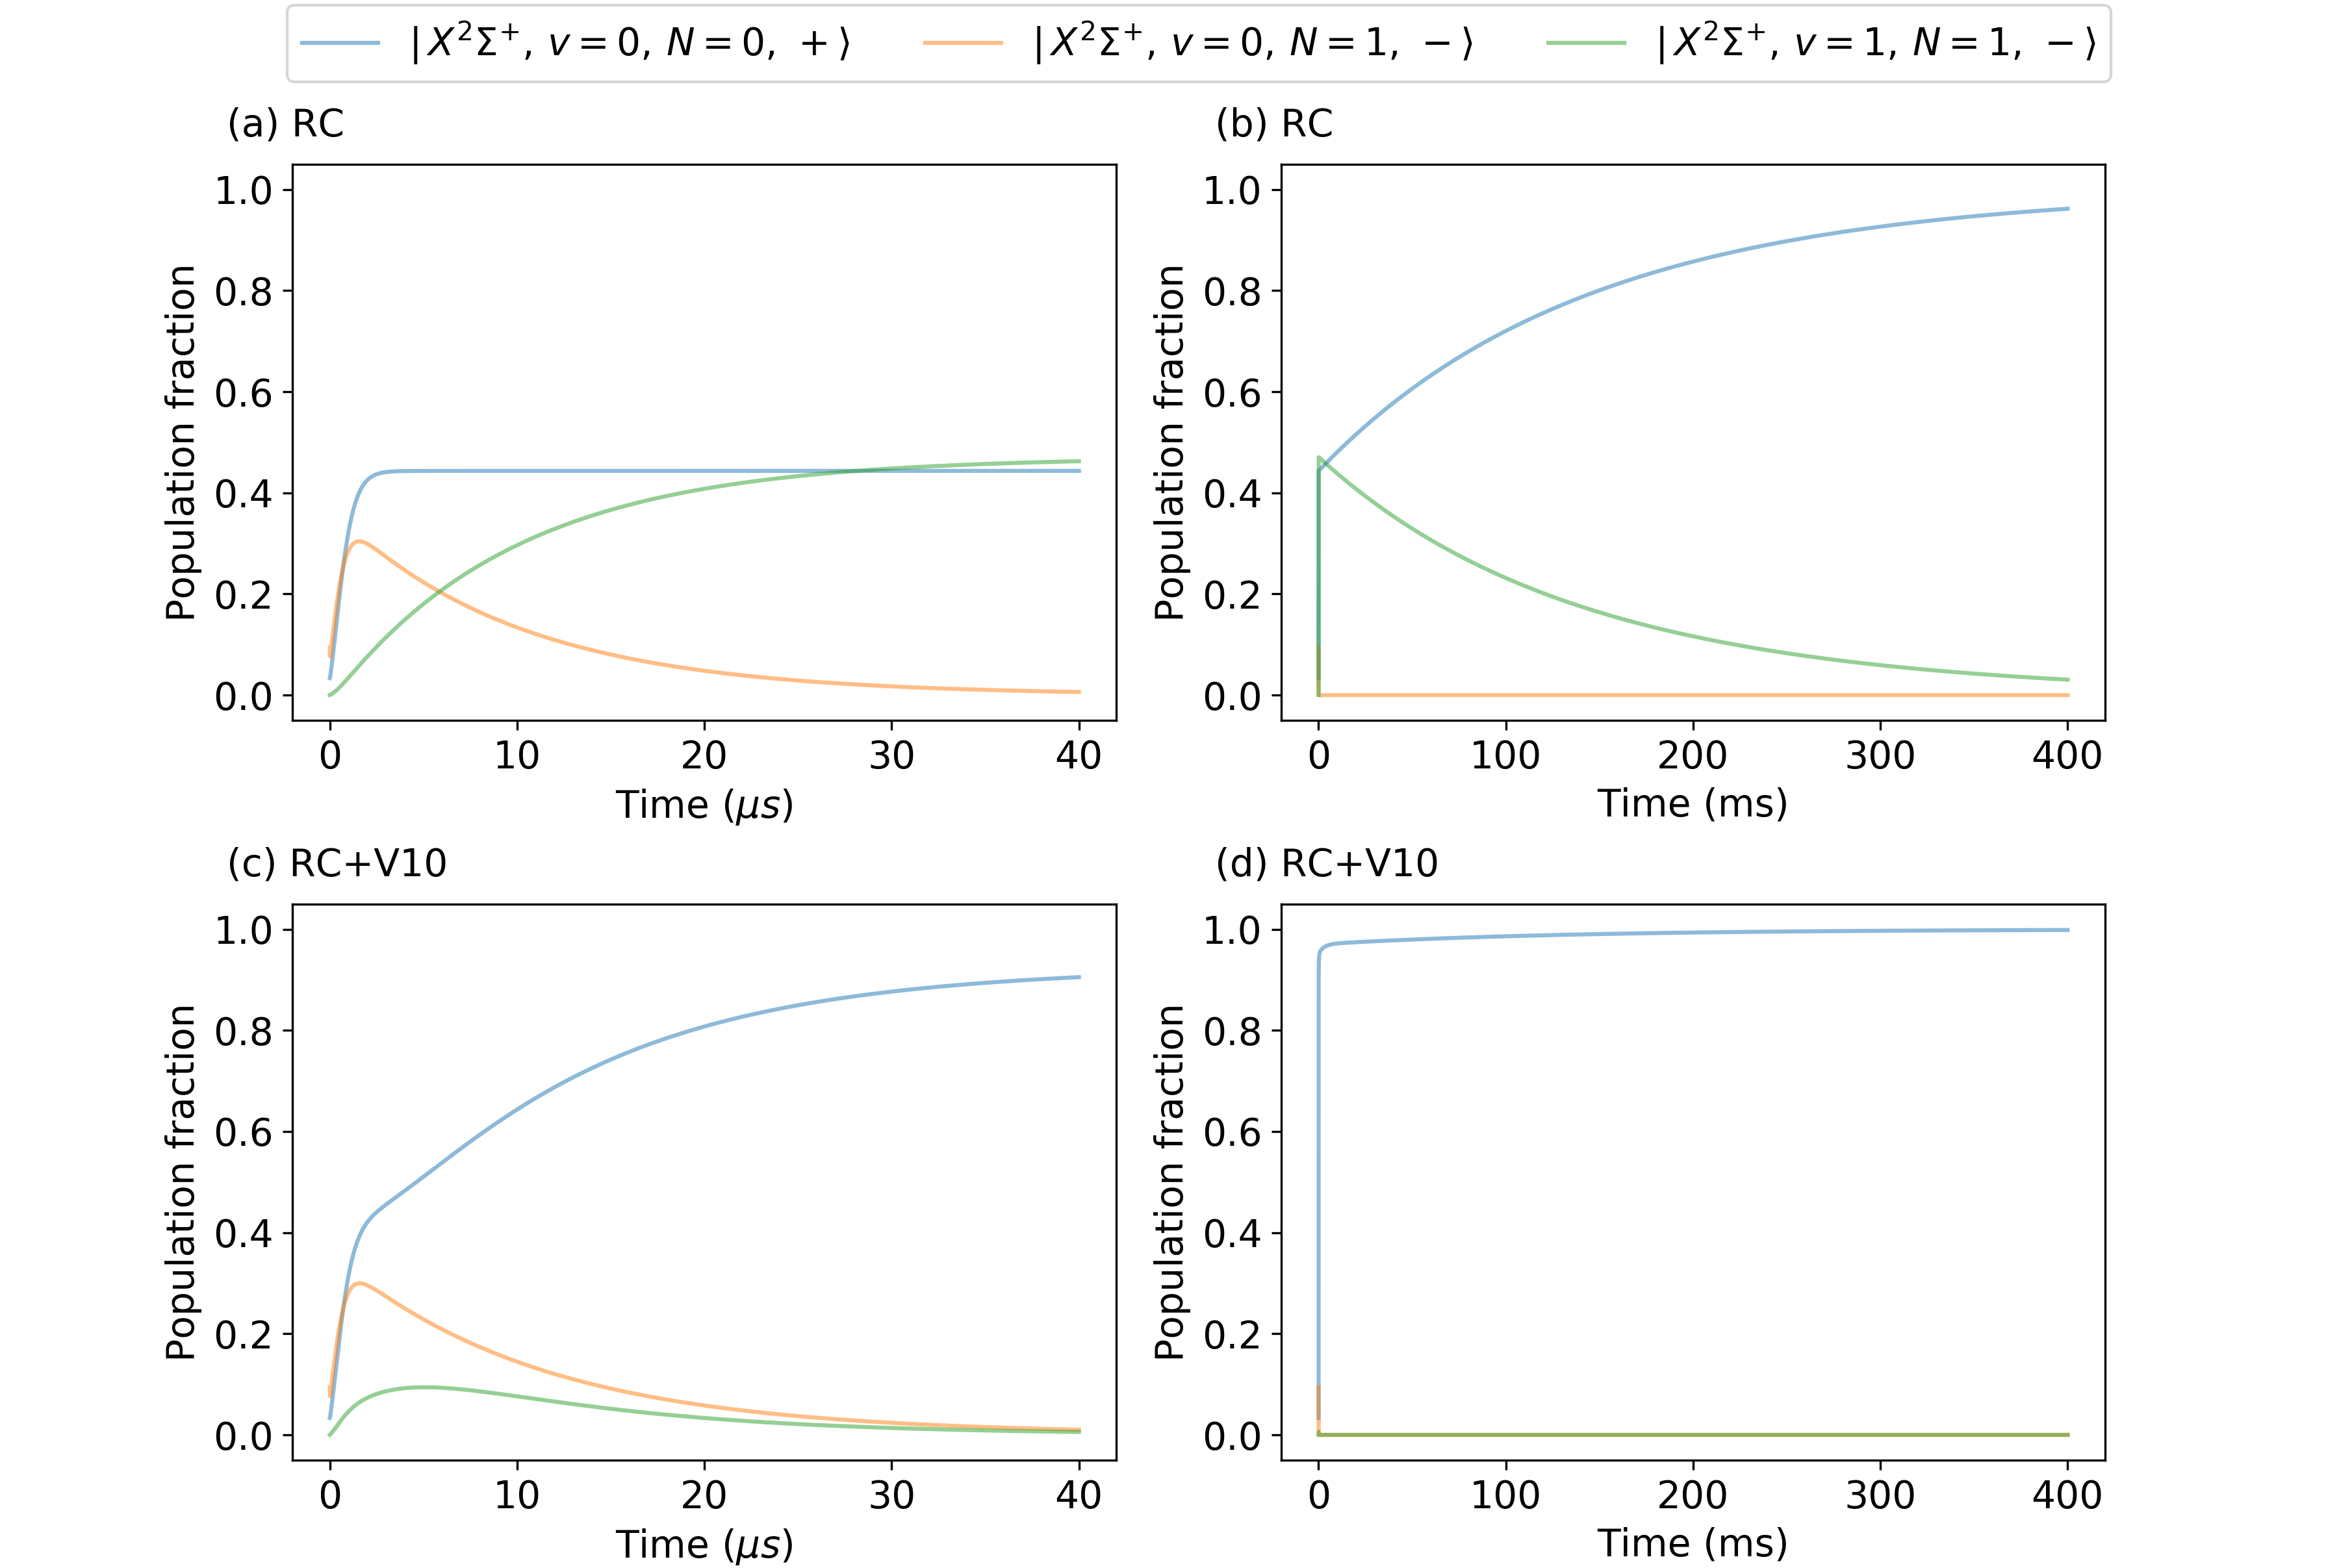 | X²Σ⁺, v = 0, N = 0, + ⟩ | X²Σ⁺, v = 0, N = 1, − ⟩ | X²Σ⁺, v = 1, N = 1, − ⟩
(a) RC
1.0
0.8
0.6
0.4
0.2
0.0
Population fraction
0 10 20 30 40
Time (μs)
(b) RC
1.0
0.8
0.6
0.4
0.2
0.0
Population fraction
0 100 200 300 400
Time (ms)
(c) RC+V10
1.0
0.8
0.6
0.4
0.2
0.0
Population fraction
0 10 20 30 40
Time (μs)
(d) RC+V10
1.0
0.8
0.6
0.4
0.2
0.0
Population fraction
0 100 200 300 400
Time (ms)